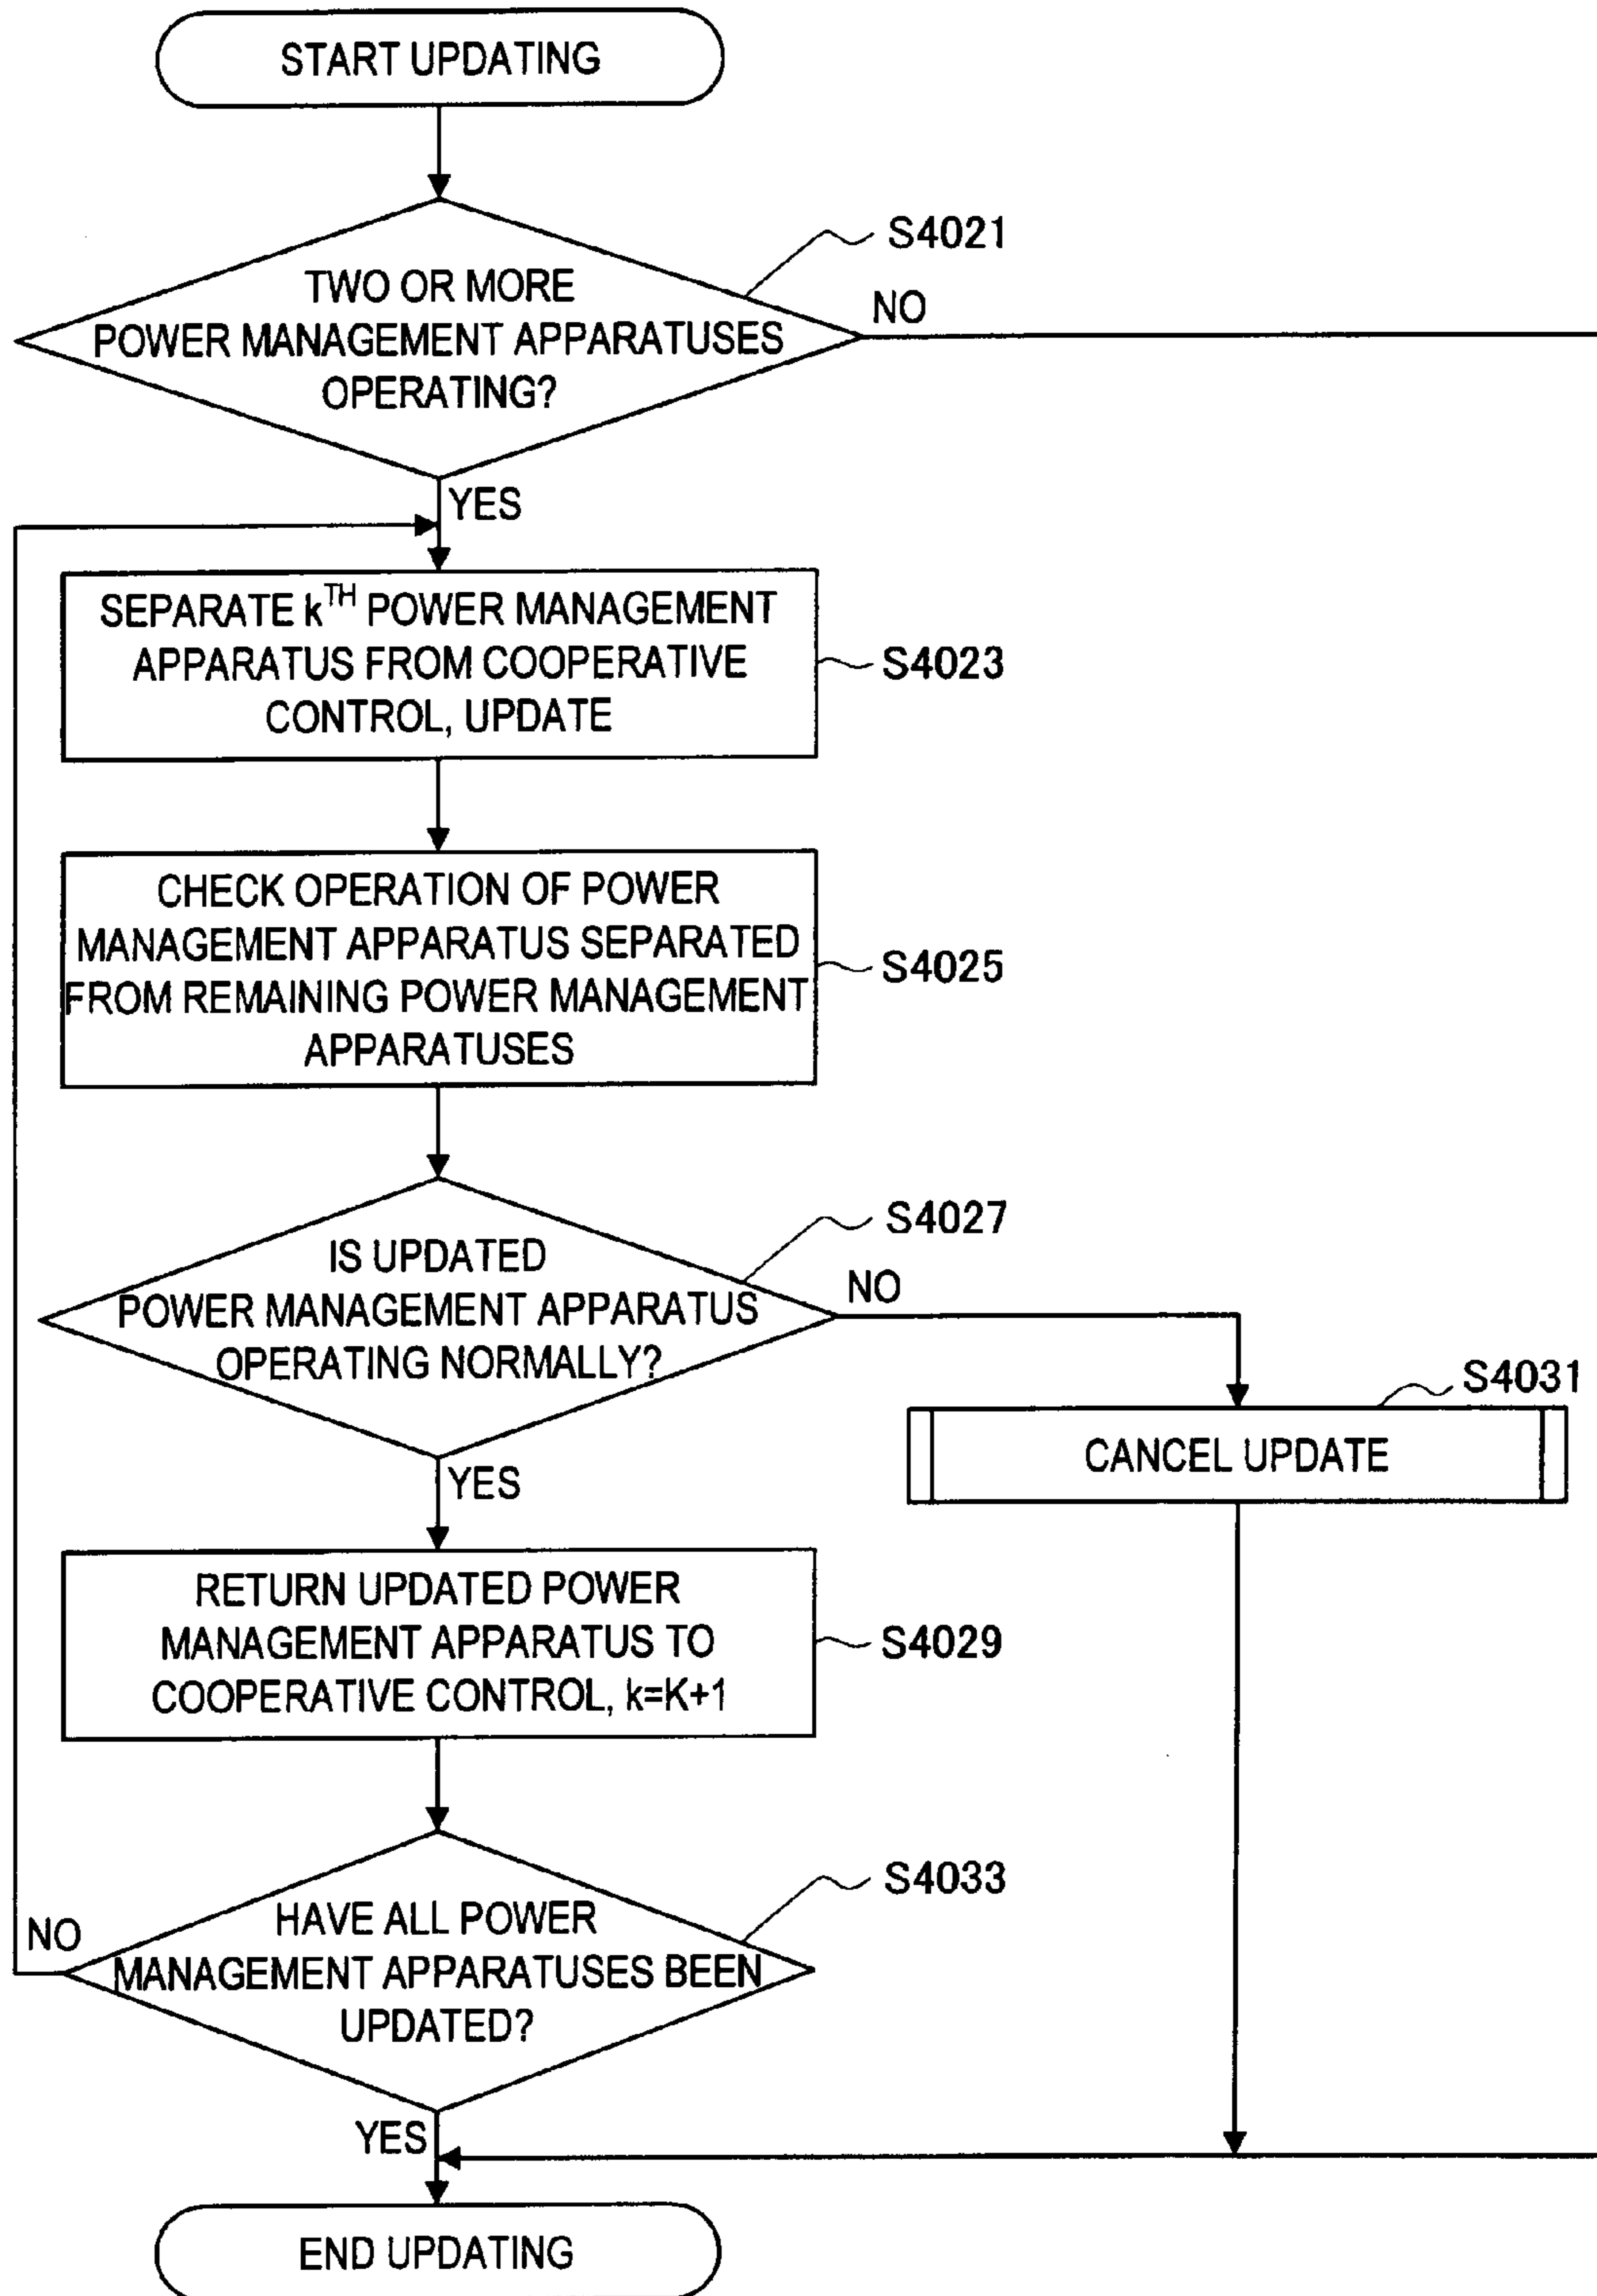 START UPDATING
S4021
TWO OR MORE
POWER MANAGEMENT APPARATUSES
OPERATING?
NO
YES
SEPARATE kTH POWER MANAGEMENT
APPARATUS FROM COOPERATIVE
CONTROL, UPDATE
S4023
CHECK OPERATION OF POWER
MANAGEMENT APPARATUS SEPARATED
FROM REMAINING POWER MANAGEMENT
APPARATUSES
S4025
S4027
IS UPDATED
POWER MANAGEMENT APPARATUS
OPERATING NORMALLY?
NO
S4031
CANCEL UPDATE
YES
RETURN UPDATED POWER
MANAGEMENT APPARATUS TO
COOPERATIVE CONTROL, k=K+1
S4029
S4033
HAVE ALL POWER
MANAGEMENT APPARATUSES BEEN
UPDATED?
NO
YES
END UPDATING